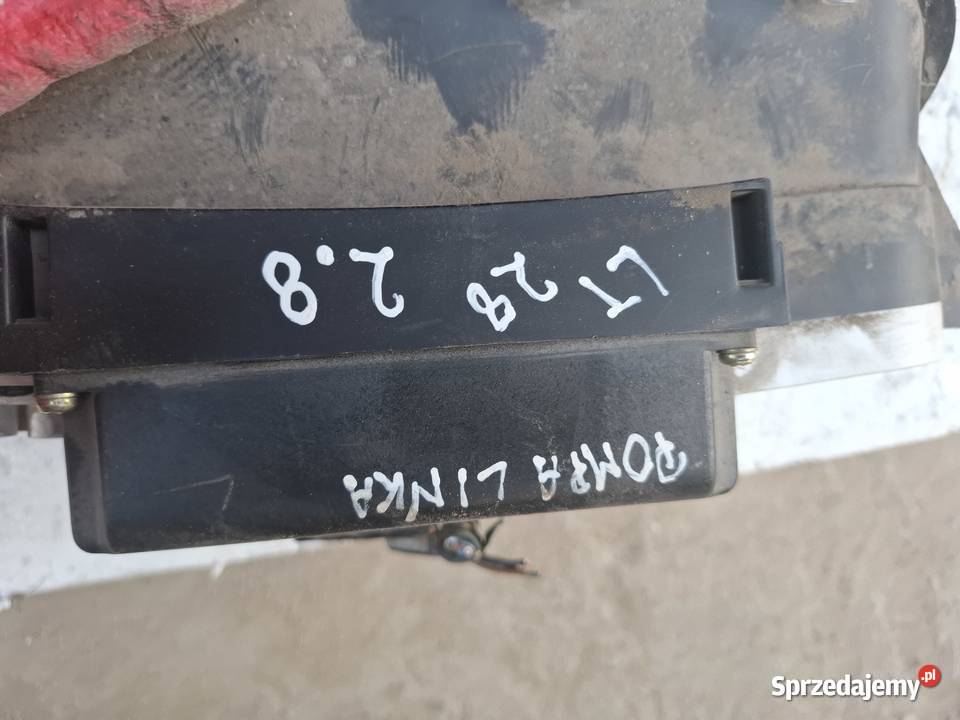 LT 28 2.8
POMPA LINKA
Sprzedajemy.pl